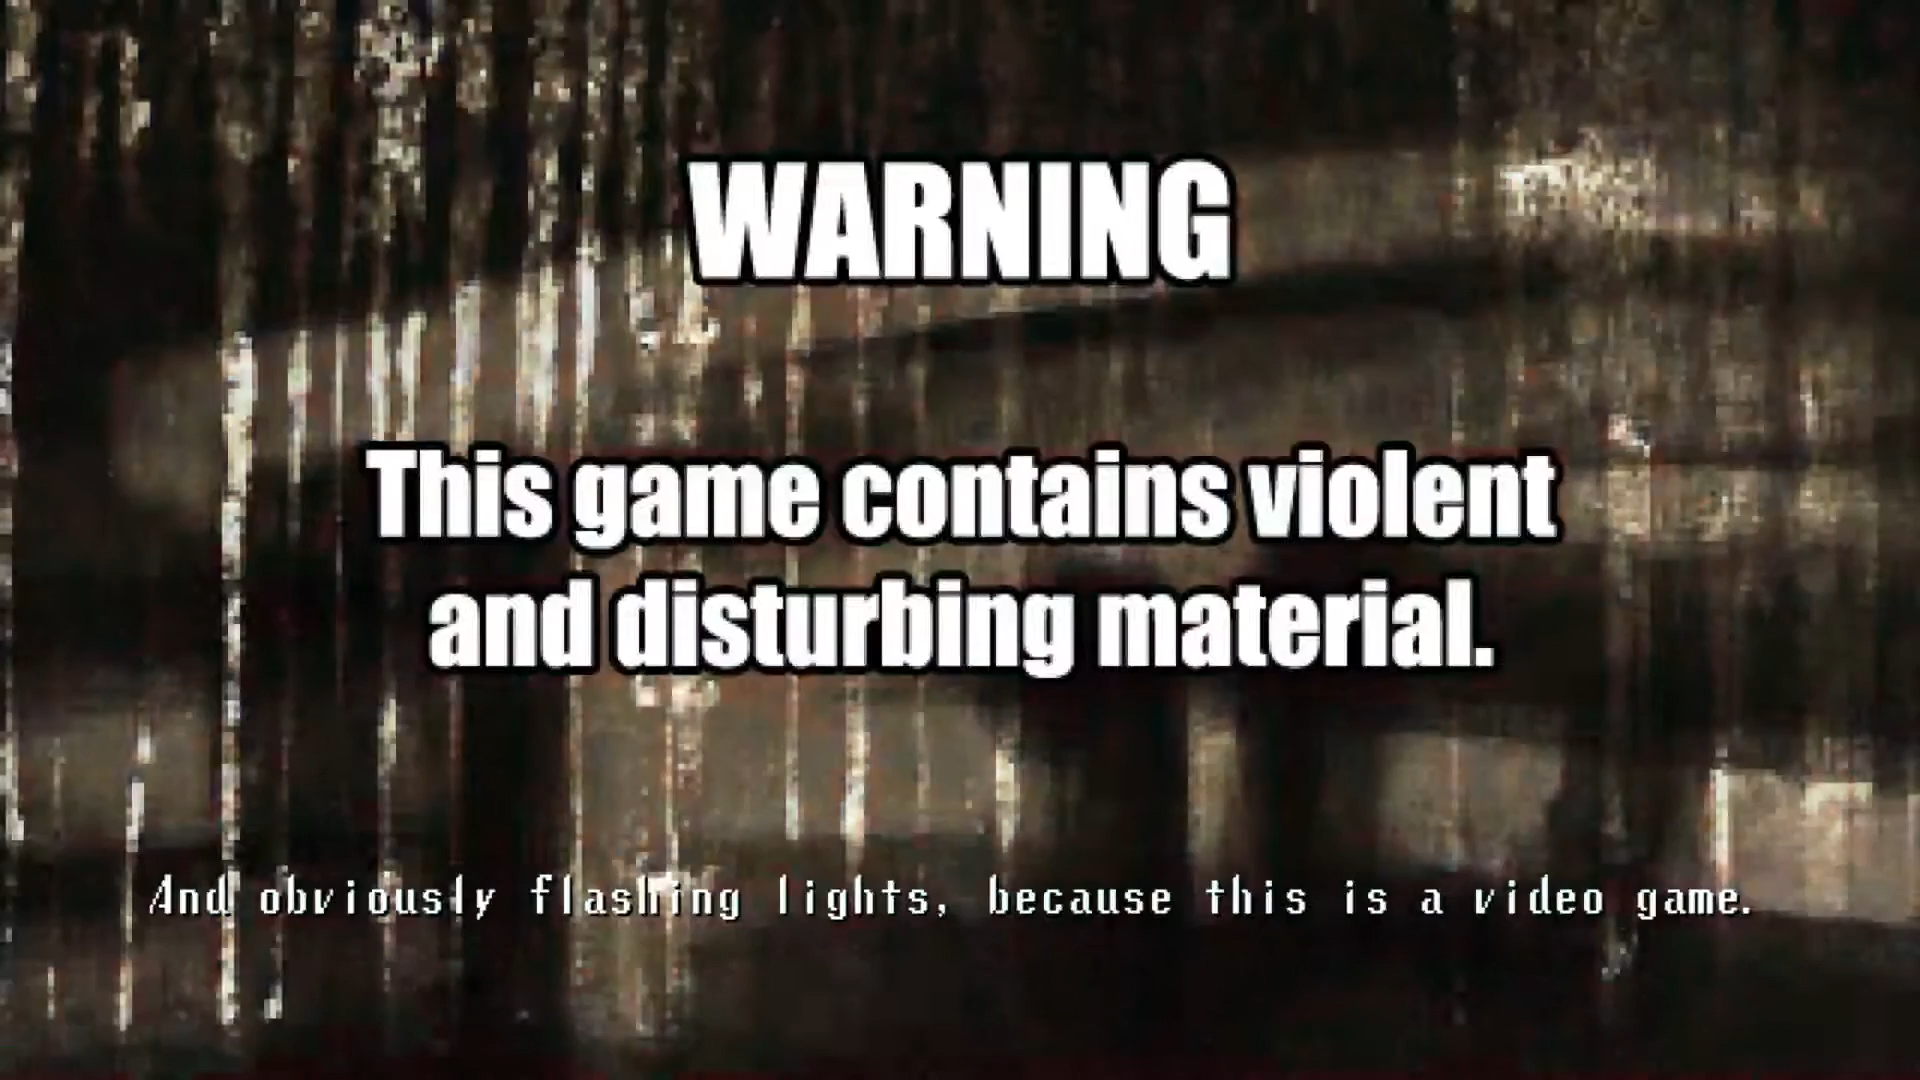 WARNING
This game contains violent
and disturbing material.
And obviously flashing lights, because this is a video game.